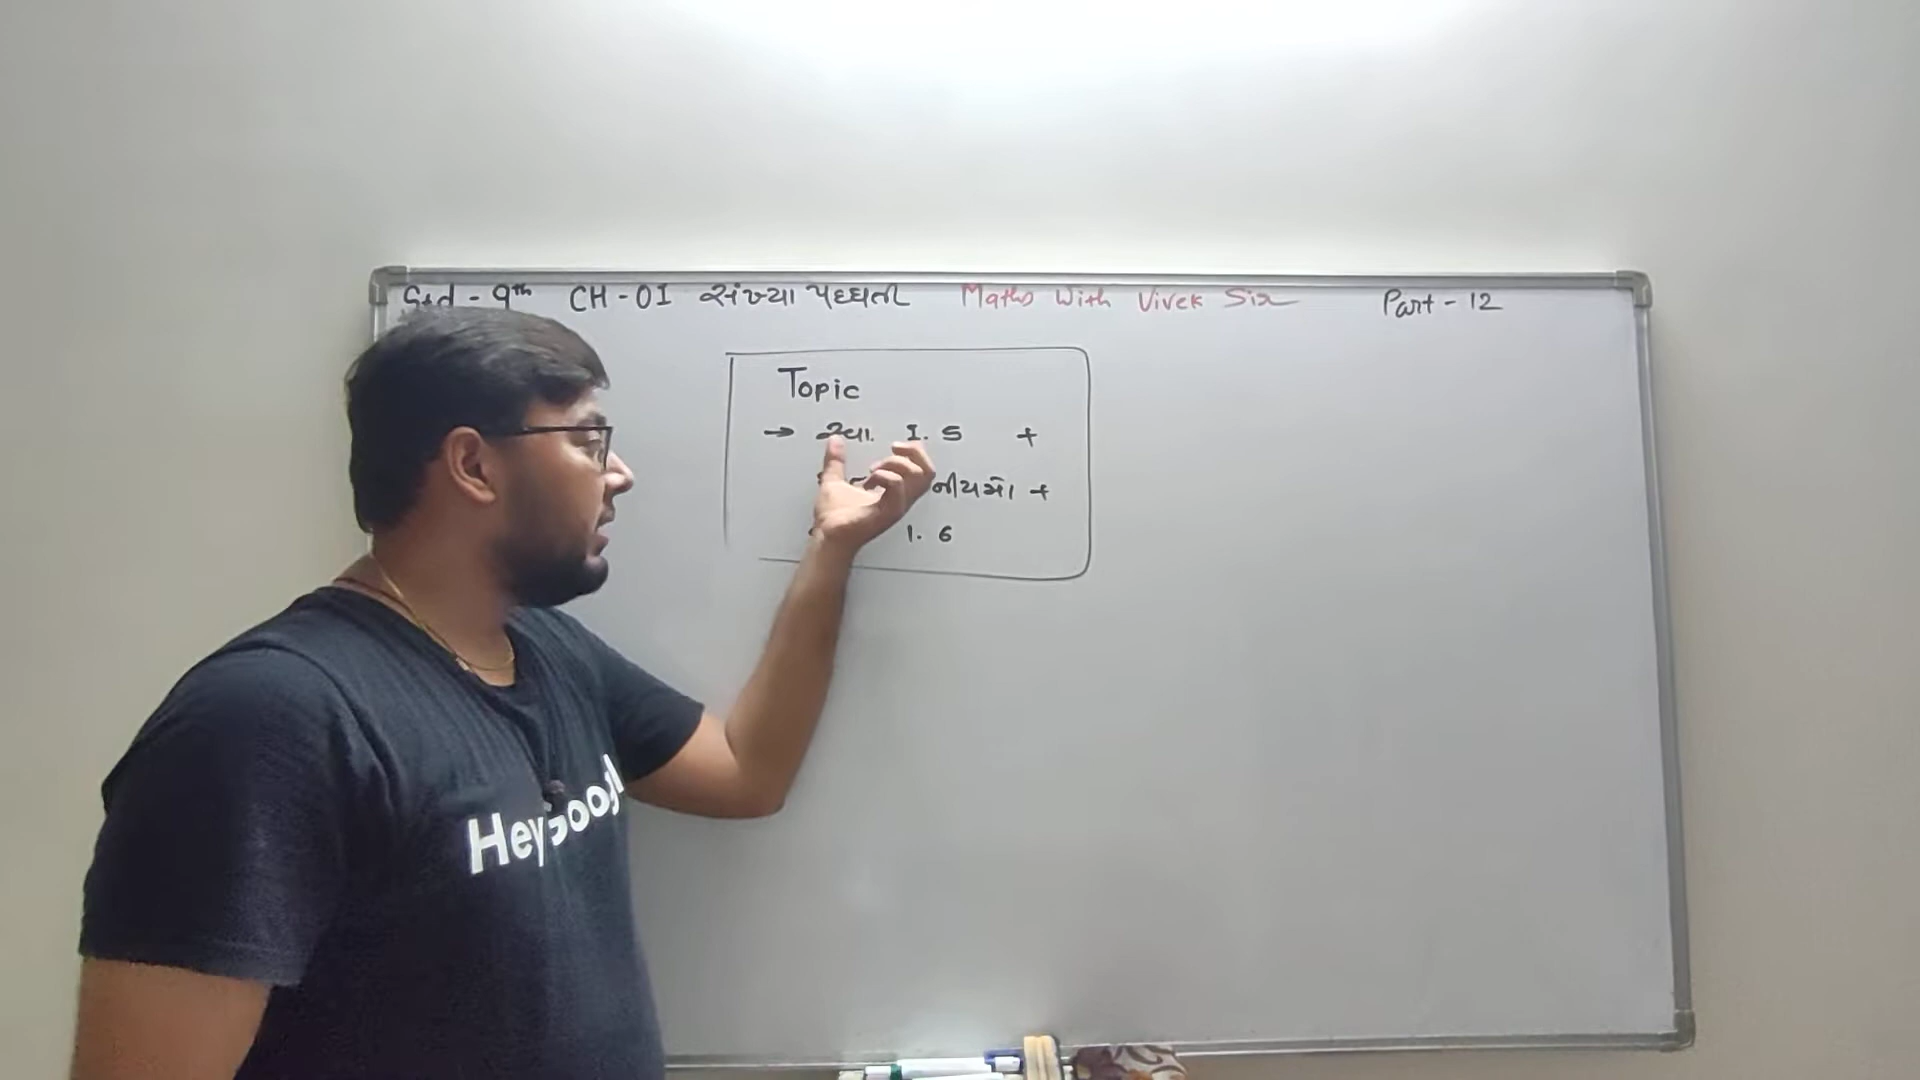 Std - 9th CH - 01 સંખ્યા પદ્ધતી Maths With Vivek Sir Part - 12
Topic
→ સ્વા. 1.5 +
નીયમો +
1.6
Hey Googl